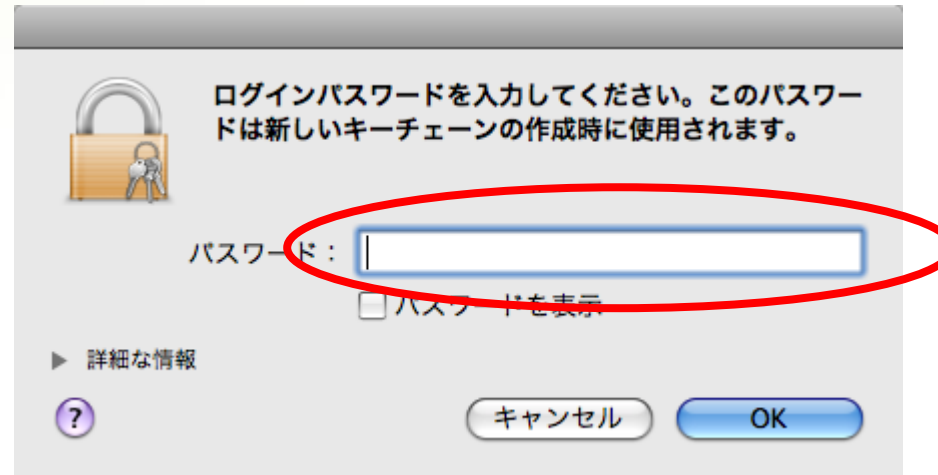 ログインパスワードを入力してください。このパスワー
ドは新しいキーチェーンの作成時に使用されます。
パスワード：
パスワードを表示
詳細な情報
?
キャンセル
OK